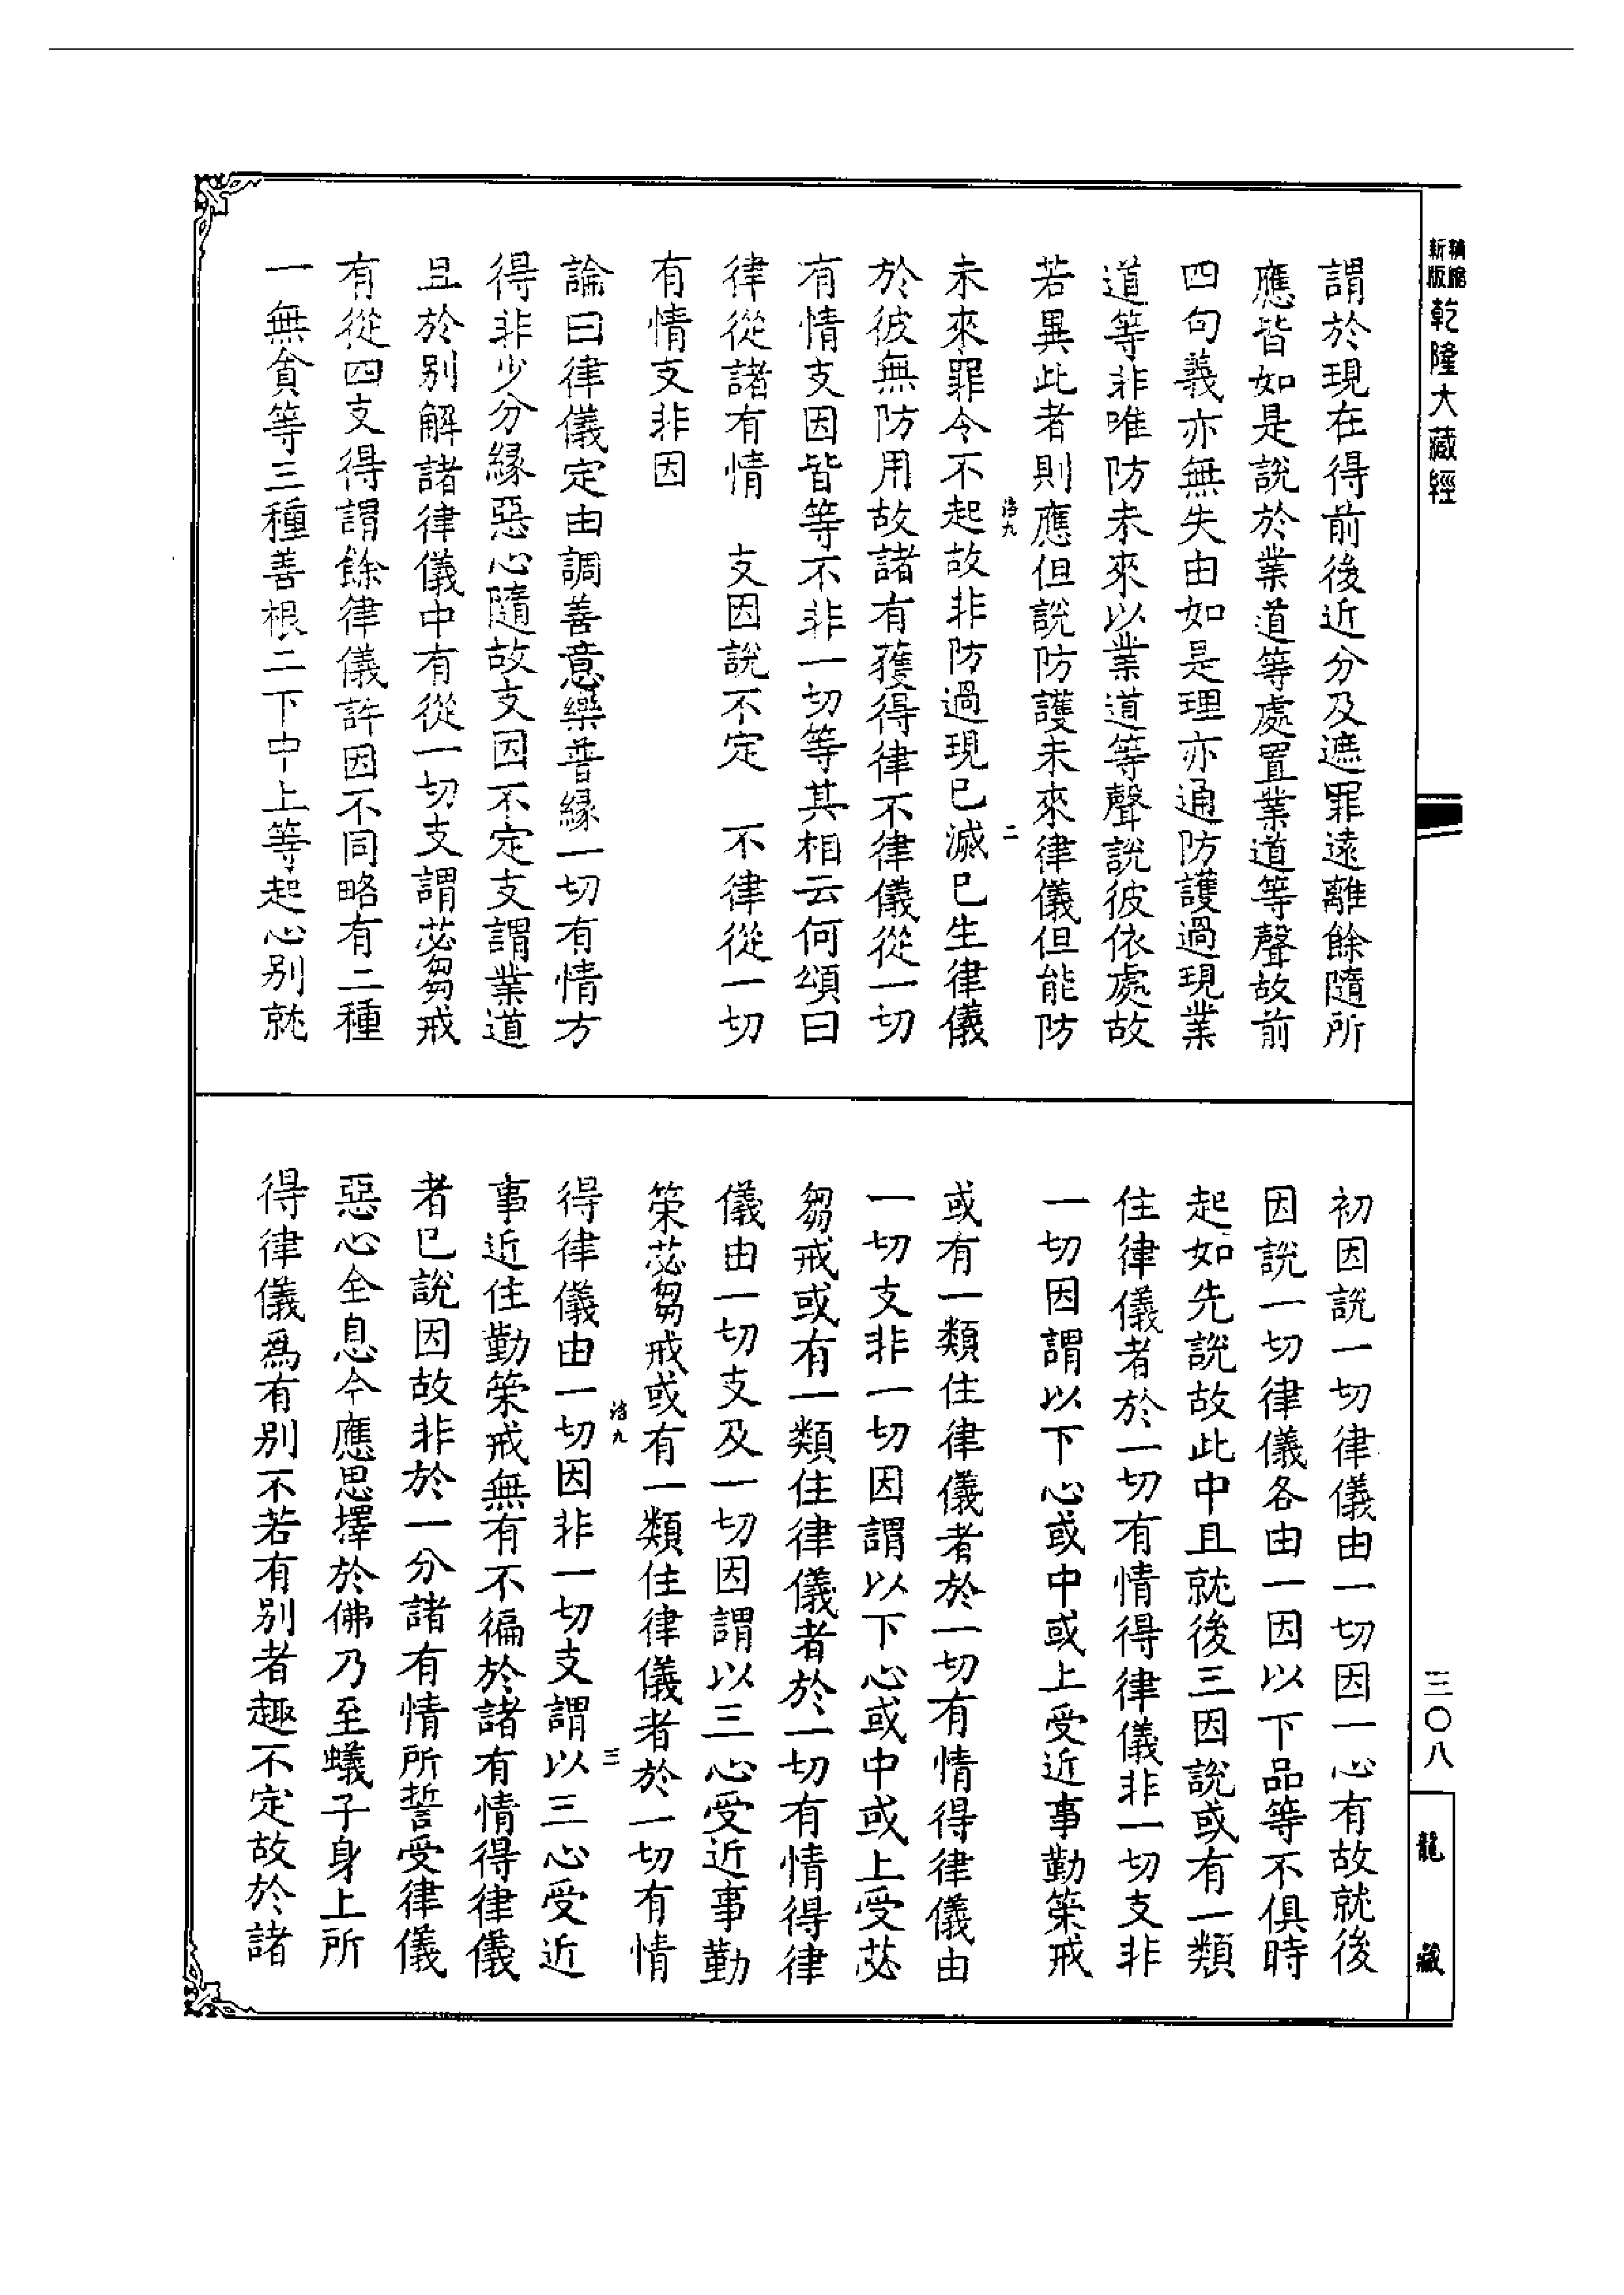 新版精縮乾隆大藏經
謂於現在得前後近分及遮罪遠離餘隨所
應皆如是說於業道等處置業道等聲故前
四句義亦無失由如是理亦通防護過現業
道等非唯防未來以業道等聲說彼依處故
若異此者則應但說防護未來律儀但能防
未來罪令不起故非防過現已滅已生律儀
於彼無防用故諸有獲得律不律儀從一切
有情支因皆等不非一切等其相云何頌曰
律從諸有情　支因說不定　不律從一切
有情支非因
論曰律儀定由調善意樂普緣一切有情方
得非少分緣惡心隨故支因不定支謂業道
且於別解諸律儀中有從一切支謂苾芻戒
有從四支得謂餘律儀許因不同略有二種
一無貪等三種善根二下中上等起心別就
二
初因說一切律儀由一切因一心有故就後
因說一切律儀各由一因以下品等不俱時
起如先說故此中且就後三因說或有一類
住律儀者於一切有情得律儀非一切支非
一切因謂以下心或中或上受近事勤策戒
或有一類住律儀者於一切有情得律儀由
一切支非一切因謂以下心或中或上受苾
芻戒或有一類住律儀者於一切有情得律
儀由一切支及一切因謂以三心受近事勤
策苾芻戒或有一類住律儀者於一切有情
得律儀由一切因非一切支謂以三心受近
事近住勤策戒無有不徧於諸有情得律儀
者已說因故非於一分諸有情所誓受律儀
惡心全息今應思擇於佛乃至蟻子身上所
得律儀為有別不若有別者趣不定故於諸
三
三〇八
龍藏